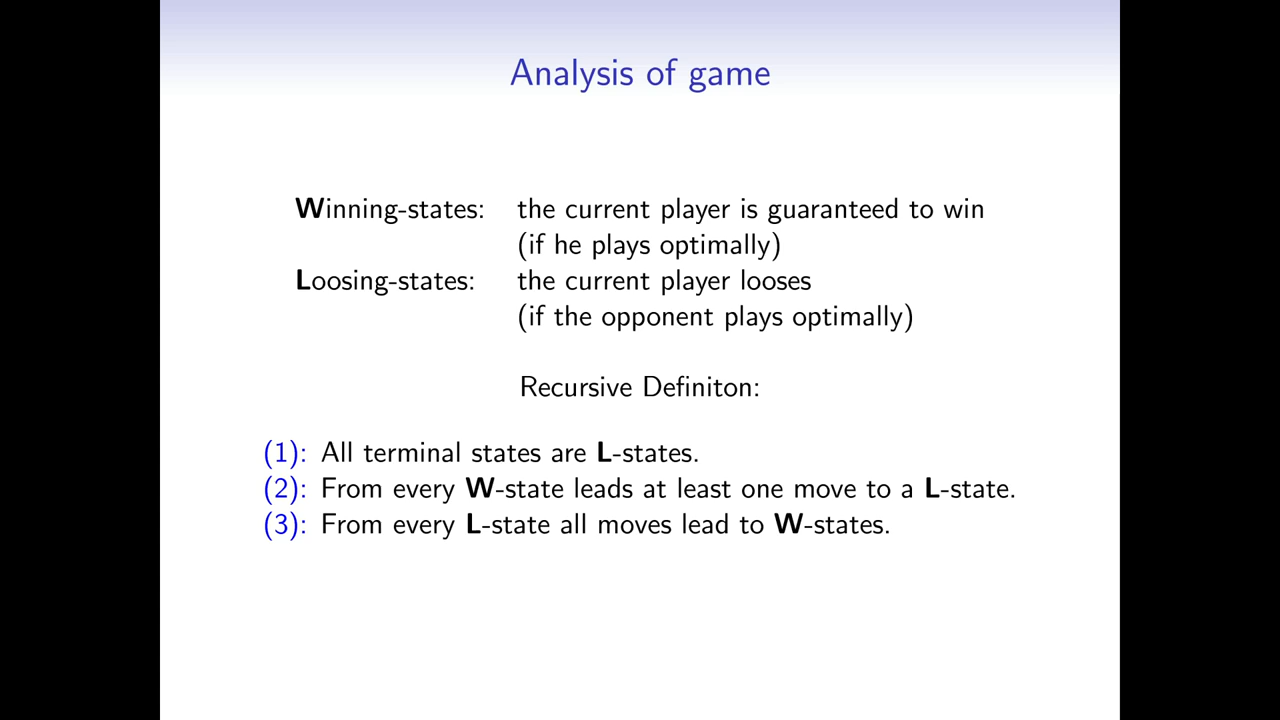 Analysis of game
Winning-states: the current player is guaranteed to win
(if he plays optimally)
Loosing-states: the current player looses
(if the opponent plays optimally)
Recursive Definiton:
(1): All terminal states are L-states.
(2): From every W-state leads at least one move to a L-state.
(3): From every L-state all moves lead to W-states.